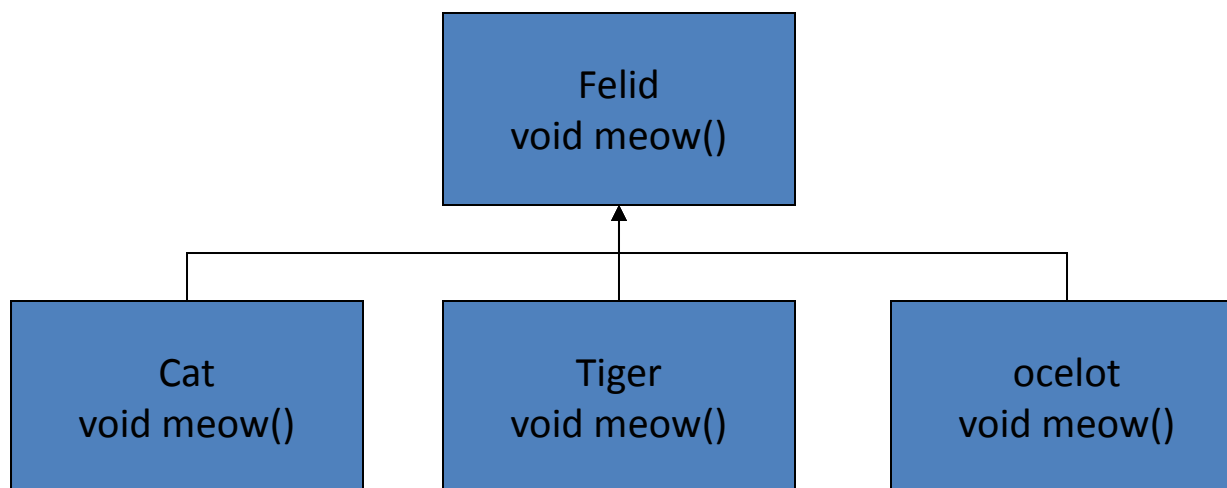 Felid
void meow()
Cat
void meow()
Tiger
void meow()
ocelot
void meow()